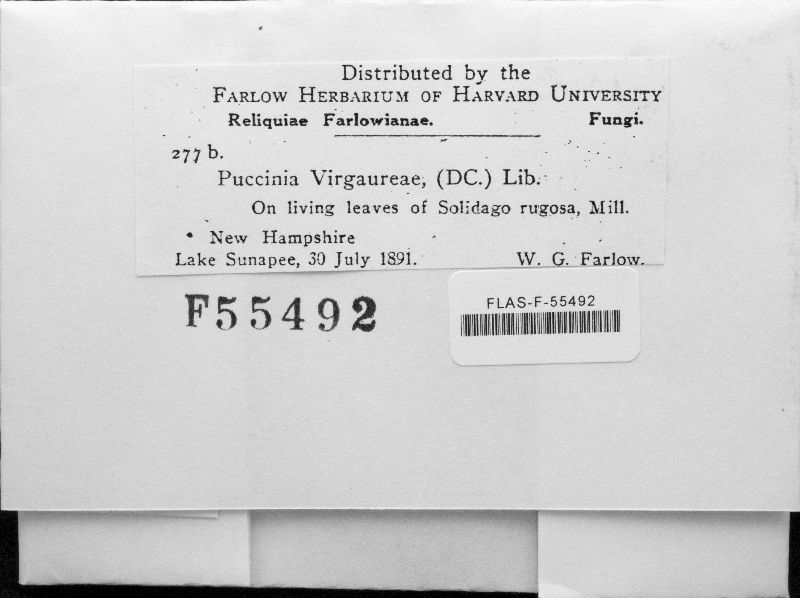 Distributed by the
FARLOW HERBARIUM OF HARVARD UNIVERSITY
Reliquiae Farlowianae. Fungi.
277 b.
Puccinia Virgaureae, (DC.) Lib.
On living leaves of Solidago rugosa, Mill.
New Hampshire
Lake Sunapee, 30 July 1891. W. G. Farlow.
F55492
FLAS-F-55492